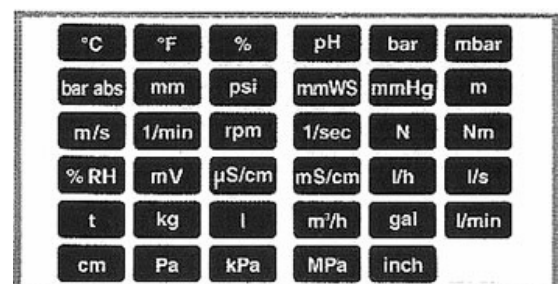 °C °F % pH bar mbar
bar abs mm psi mmWS mmHg m
m/s 1/min rpm 1/sec N Nm
% RH mV µS/cm mS/cm l/h l/s
t kg l m³/h gal l/min
cm Pa kPa MPa inch